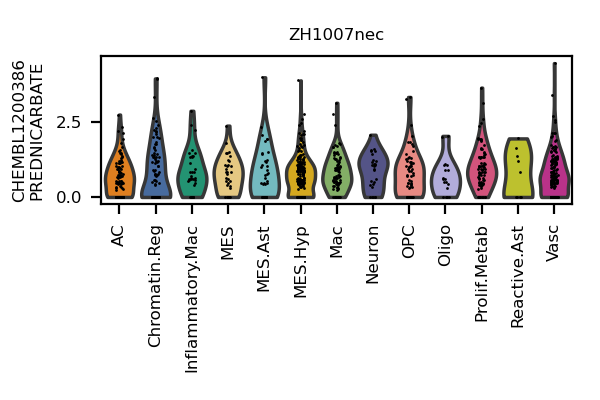 ZH1007nec
CHEMBL1200386
PREDNICARBATE
2.5
0.0
AC
Chromatin.Reg
Inflammatory.Mac
MES
MES.Ast
MES.Hyp
Mac
Neuron
OPC
Oligo
Prolif.Metab
Reactive.Ast
Vasc